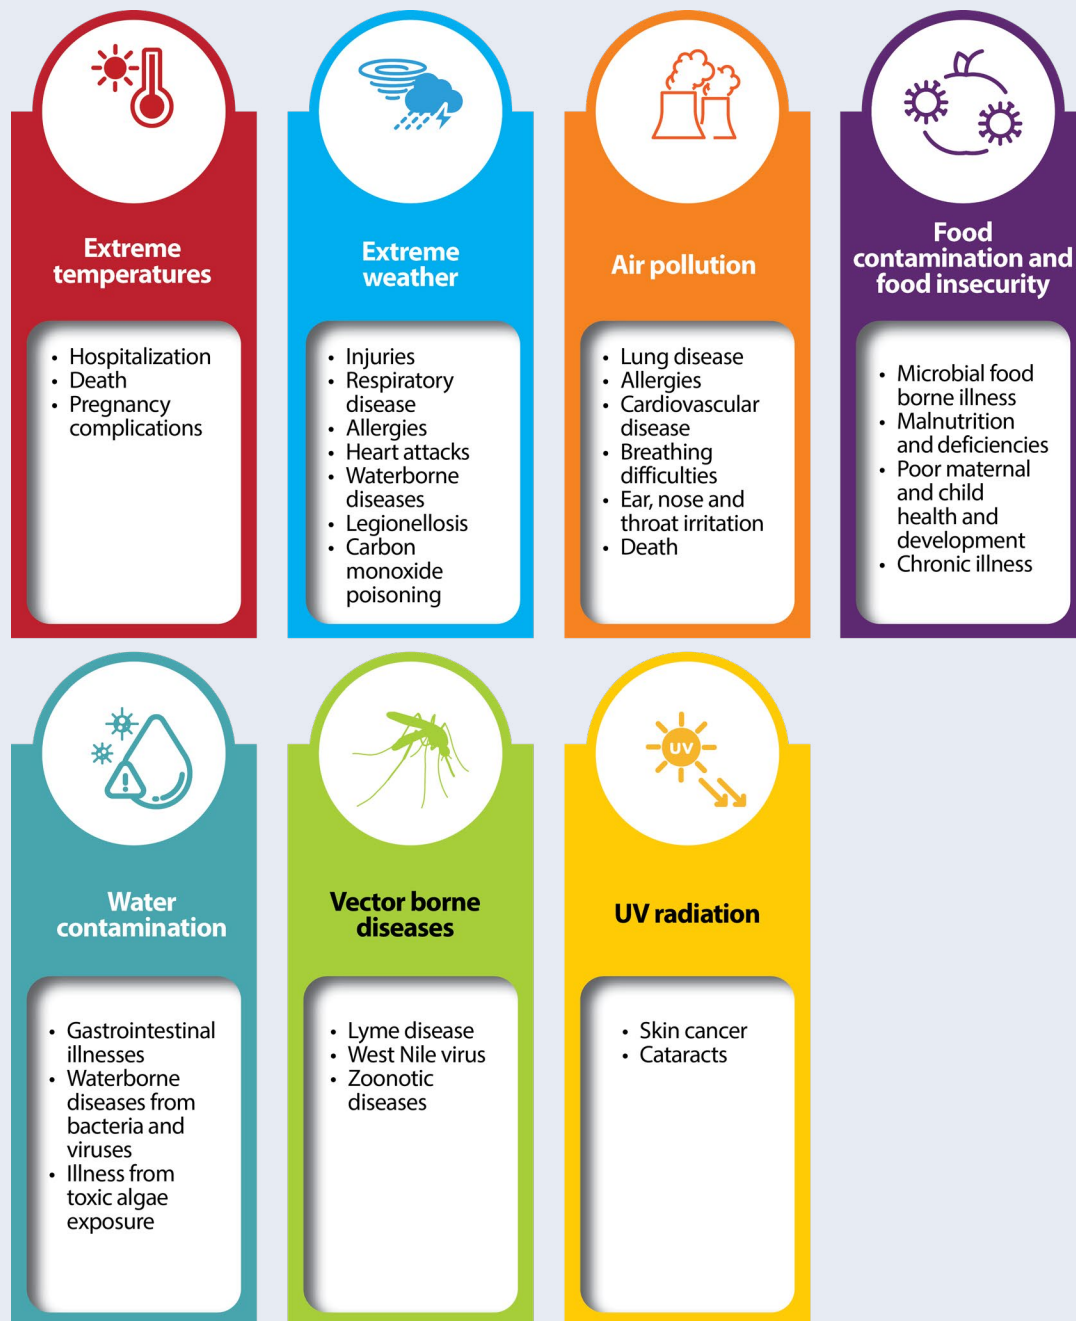 Extreme
temperatures
• Hospitalization
• Death
• Pregnancy
complications
Extreme
weather
• Injuries
• Respiratory
disease
• Allergies
• Heart attacks
• Waterborne
diseases
• Legionellosis
• Carbon
monoxide
poisoning
Air pollution
• Lung disease
• Allergies
• Cardiovascular
disease
• Breathing
difficulties
• Ear, nose and
throat irritation
• Death
Food
contamination and
food insecurity
• Microbial food
borne illness
• Malnutrition
and deficiencies
• Poor maternal
and child
health and
development
• Chronic illness
Water
contamination
• Gastrointestinal
illnesses
• Waterborne
diseases from
bacteria and
viruses
• Illness from
toxic algae
exposure
Vector borne
diseases
• Lyme disease
• West Nile virus
• Zoonotic
diseases
UV
UV radiation
• Skin cancer
• Cataracts